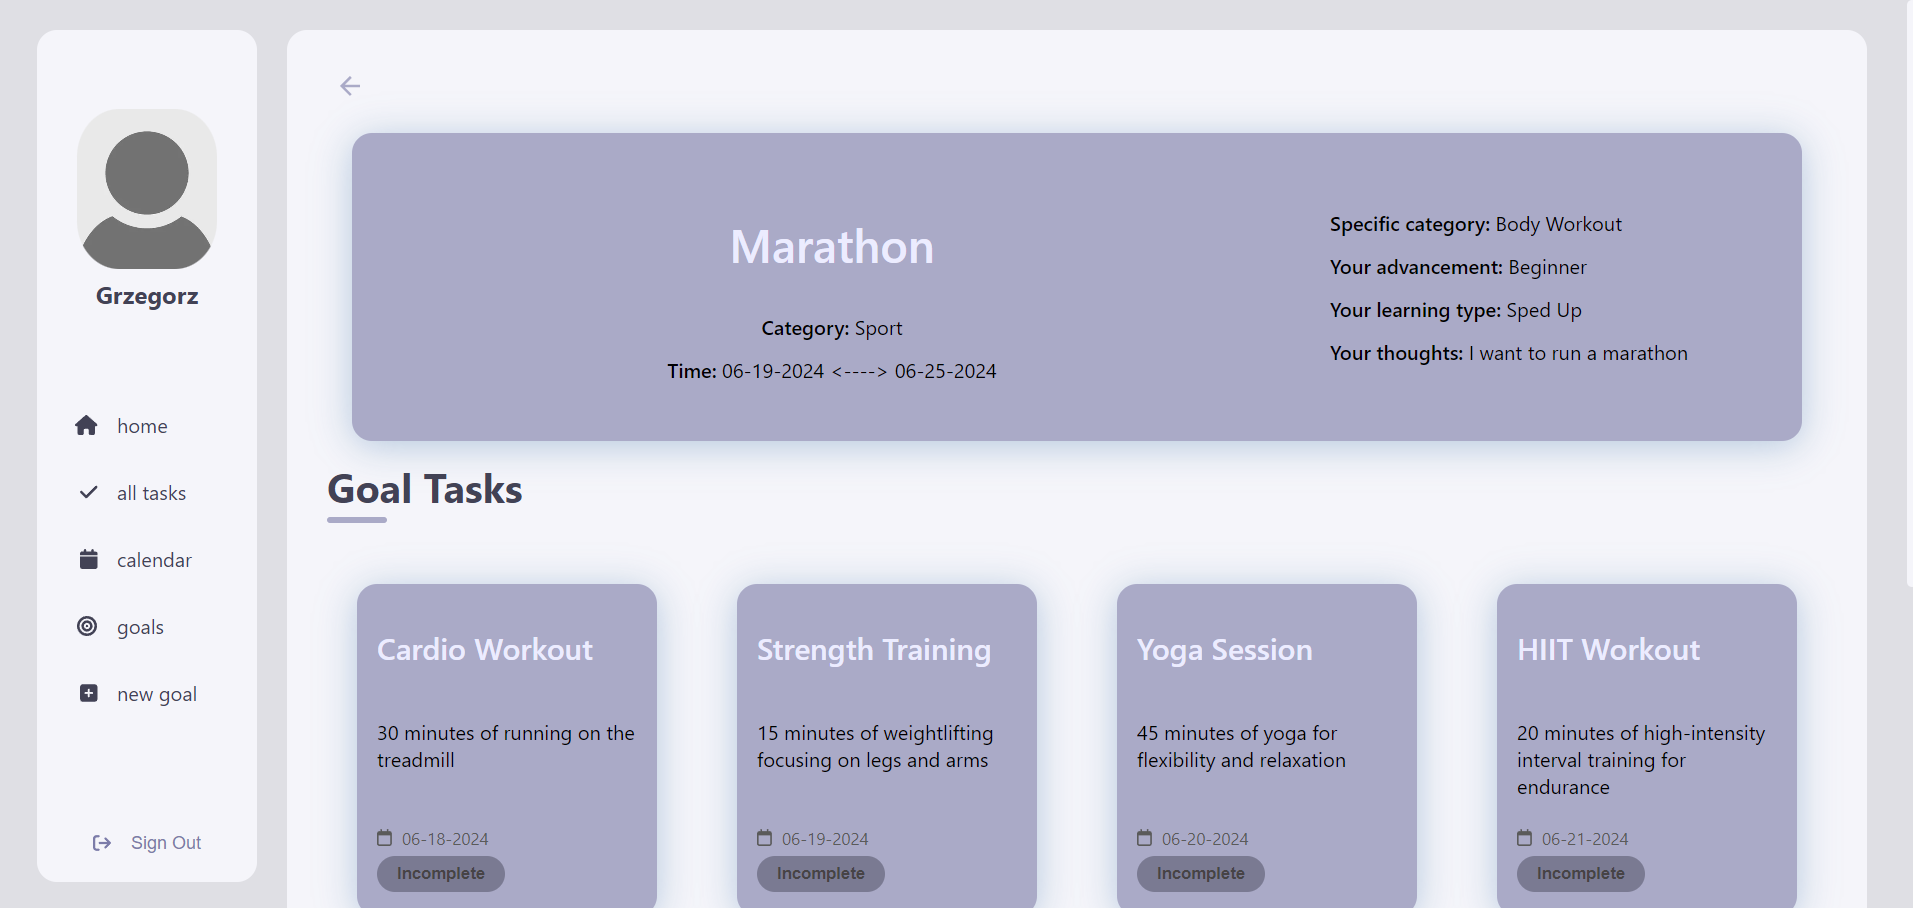 Grzegorz
home
all tasks
calendar
goals
new goal
Sign Out
Marathon
Category: Sport
Time: 06-19-2024 <----> 06-25-2024
Specific category: Body Workout
Your advancement: Beginner
Your learning type: Sped Up
Your thoughts: I want to run a marathon
Goal Tasks
Cardio Workout
30 minutes of running on the
treadmill
06-18-2024
Incomplete
Strength Training
15 minutes of weightlifting
focusing on legs and arms
06-19-2024
Incomplete
Yoga Session
45 minutes of yoga for
flexibility and relaxation
06-20-2024
Incomplete
HIIT Workout
20 minutes of high-intensity
interval training for
endurance
06-21-2024
Incomplete